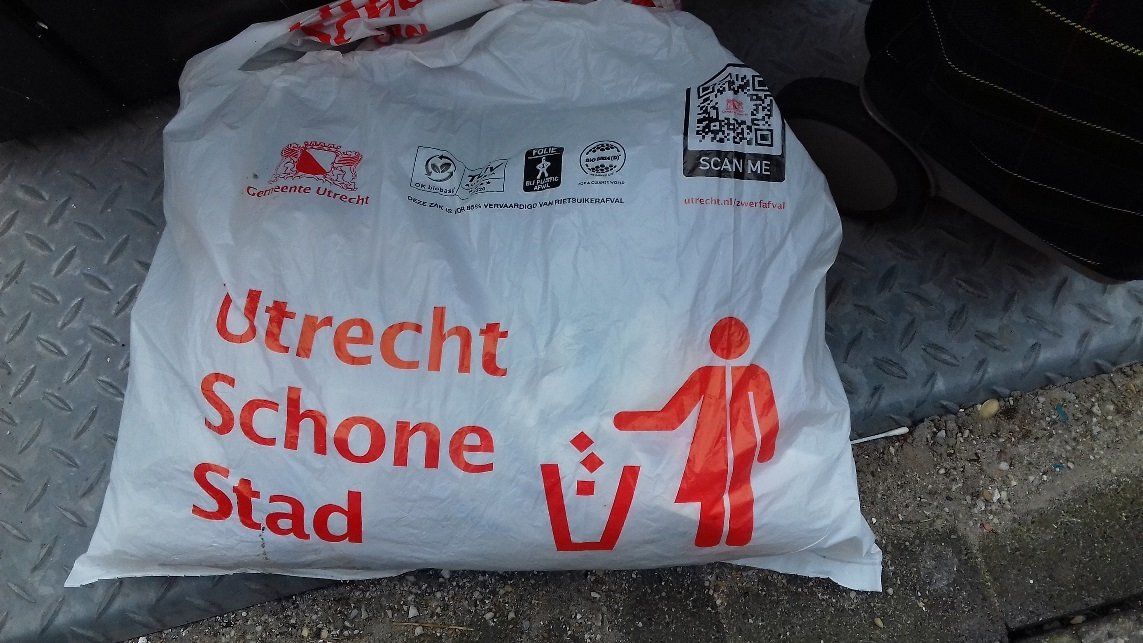 Gemeente Utrecht
OK biobased
TÜV
FOLIE
BIJ PLASTIC
AFVAL
DEZE ZAK IS VOOR 85% VERVAARDIGD VAN RIETSUIKERAFVAL
SCAN ME
utrecht.nl/zwerfafval
Utrecht
Schone
Stad